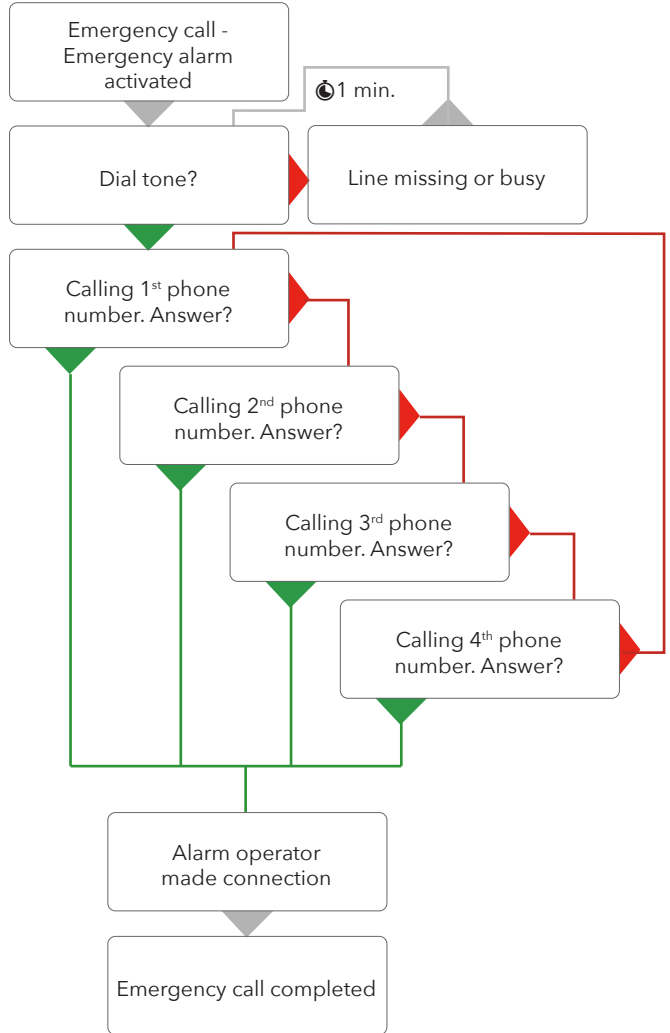 Emergency call -
Emergency alarm
activated
1 min.
Dial tone?
Line missing or busy
Calling 1st phone
number. Answer?
Calling 2nd phone
number. Answer?
Calling 3rd phone
number. Answer?
Calling 4th phone
number. Answer?
Alarm operator
made connection
Emergency call completed